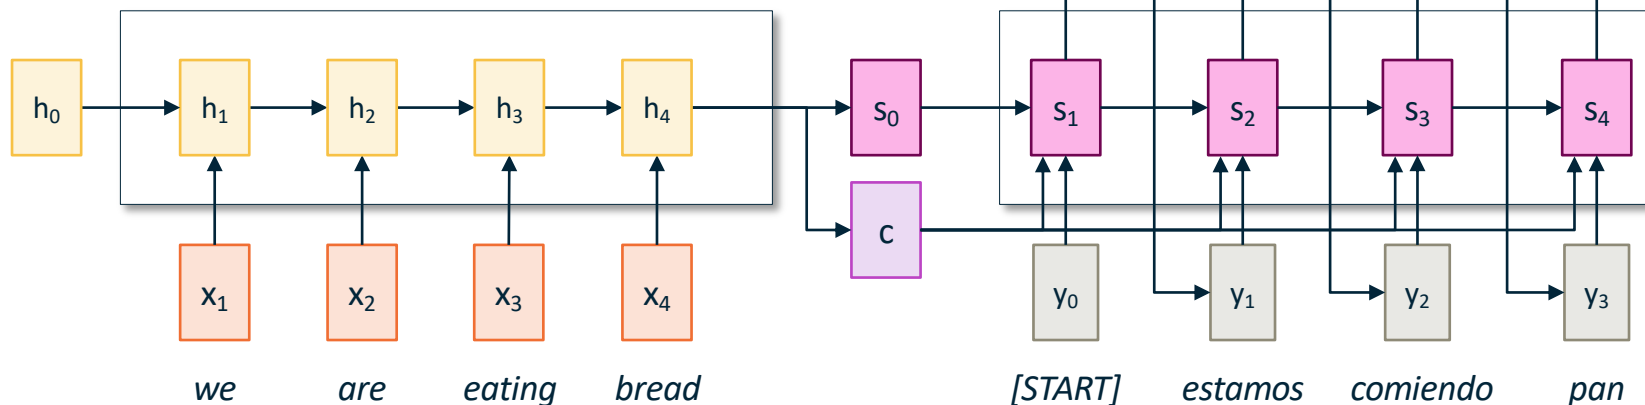 h₀ h₁ h₂ h₃ h₄ s₀ s₁ s₂ s₃ s₄
c
x₁ x₂ x₃ x₄ y₀ y₁ y₂ y₃
we are eating bread [START] estamos comiendo pan